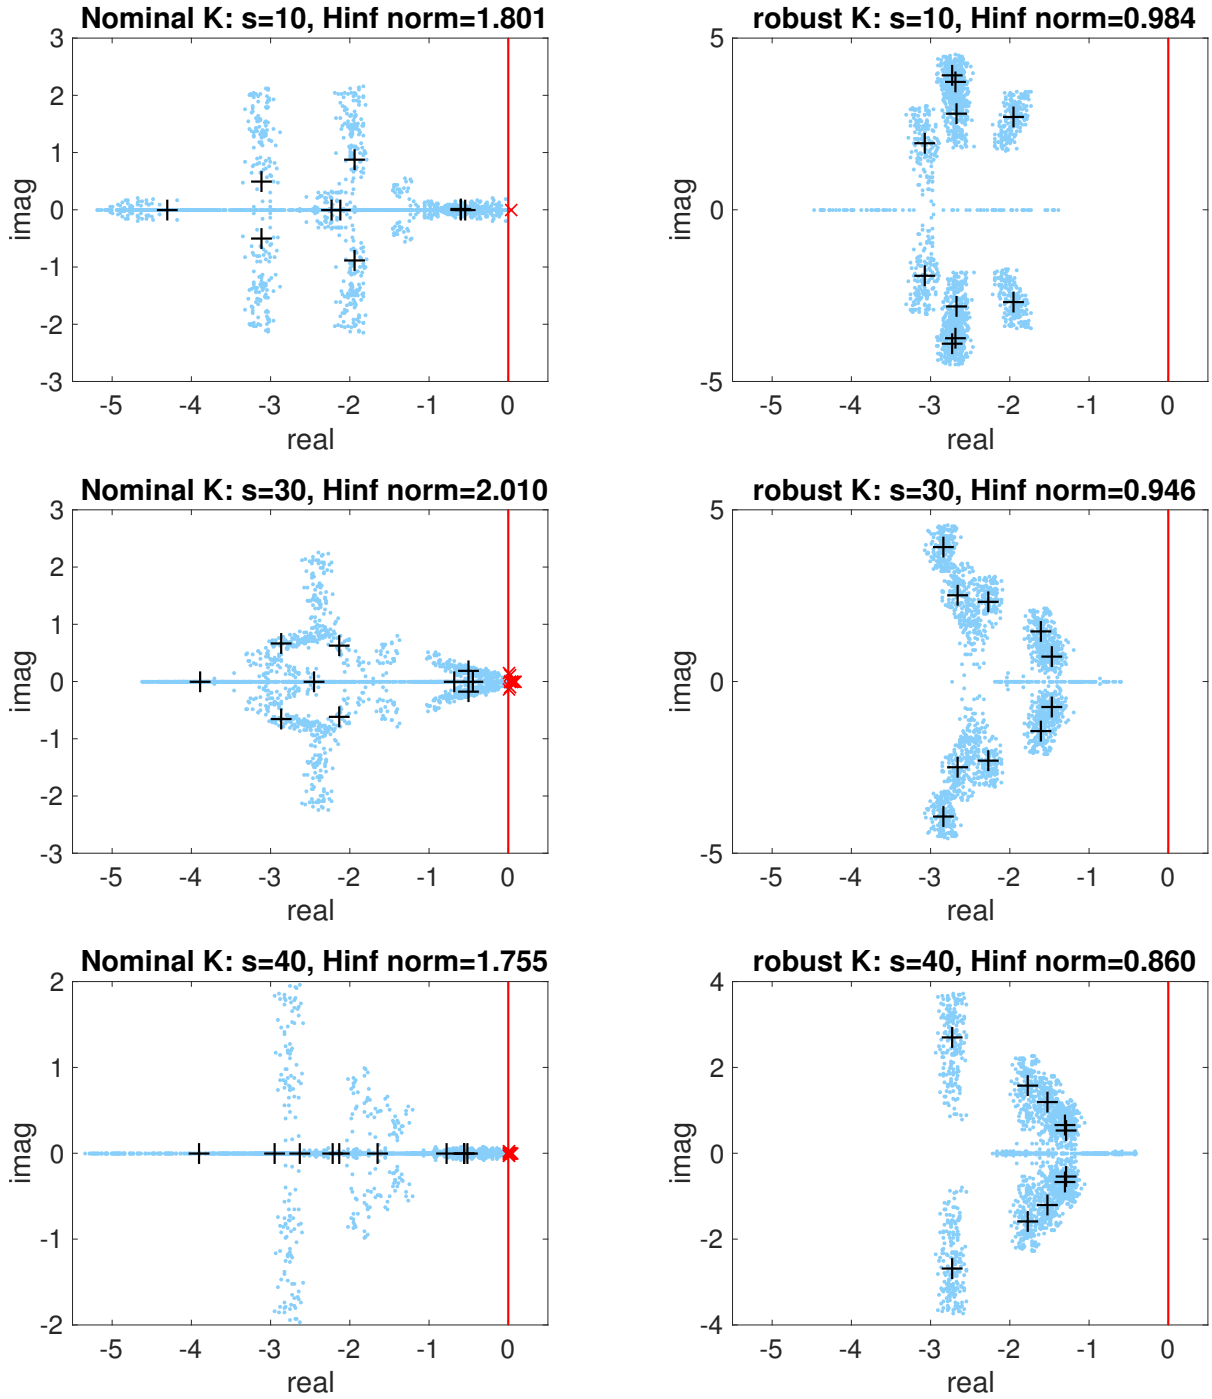 Nominal K: s=10, Hinf norm=1.801
3
2
1
0
-1
-2
-3
imag
-5 -4 -3 -2 -1 0
real
robust K: s=10, Hinf norm=0.984
5
0
-5
imag
-5 -4 -3 -2 -1 0
real
Nominal K: s=30, Hinf norm=2.010
3
2
1
0
-1
-2
-3
imag
-5 -4 -3 -2 -1 0
real
robust K: s=30, Hinf norm=0.946
5
0
-5
imag
-5 -4 -3 -2 -1 0
real
Nominal K: s=40, Hinf norm=1.755
2
1
0
-1
-2
imag
-5 -4 -3 -2 -1 0
real
robust K: s=40, Hinf norm=0.860
4
2
0
-2
-4
imag
-5 -4 -3 -2 -1 0
real